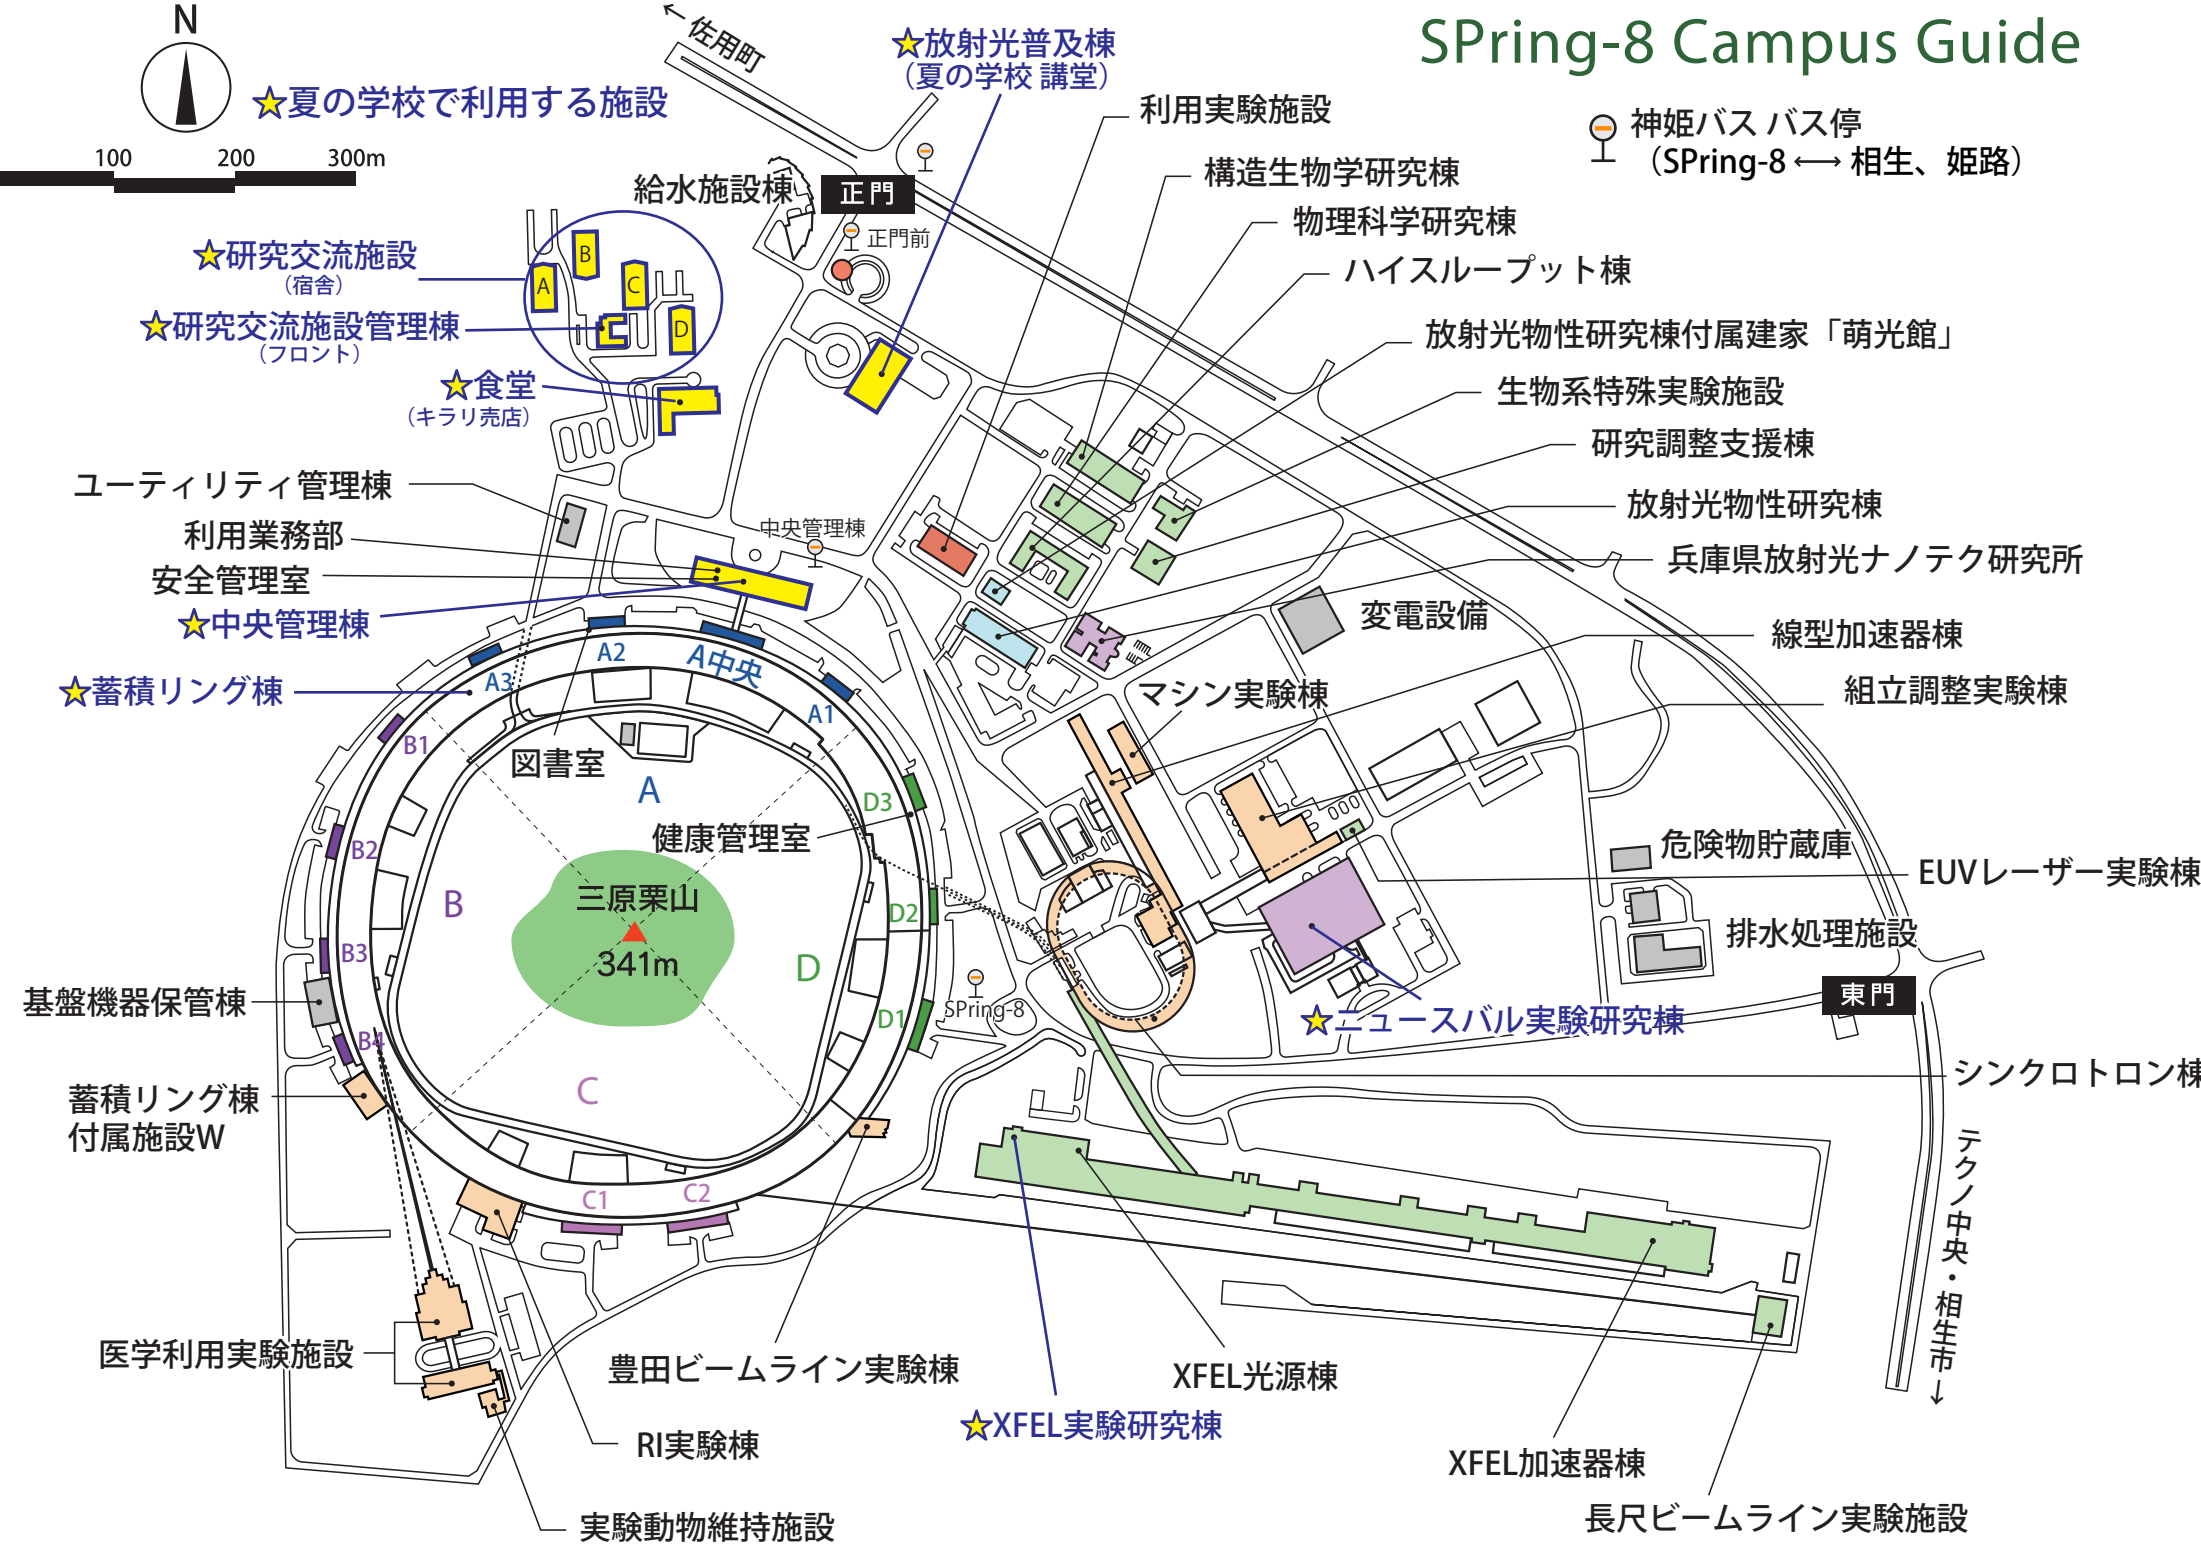 SPring-8 Campus Guide
N
100 200 300m
☆夏の学校で利用する施設
←佐用町
☆放射光普及棟
（夏の学校 講堂）
神姫バス バス停
（SPring-8 ⟷ 相生、姫路）
利用実験施設
構造生物学研究棟
物理科学研究棟
ハイスループット棟
放射光物性研究棟付属建家「萌光館」
生物系特殊実験施設
研究調整支援棟
放射光物性研究棟
兵庫県放射光ナノテク研究所
変電設備
線型加速器棟
組立調整実験棟
マシン実験棟
給水施設棟
正門
正門前
☆研究交流施設
（宿舎）
☆研究交流施設管理棟
（フロント）
A
B
C
D
☆食堂
（キラリ売店）
ユーティリティ管理棟
利用業務部
安全管理室
☆中央管理棟
中央管理棟
☆蓄積リング棟
A3
A2
A中央
A1
B1
B2
B3
B4
C1
C2
D1
D2
D3
図書室
A
B
C
D
健康管理室
三原栗山
341m
SPring-8
基盤機器保管棟
蓄積リング棟
付属施設W
医学利用実験施設
危険物貯蔵庫
EUVレーザー実験棟
排水処理施設
東門
☆ニュースバル実験研究棟
シンクロトロン棟
テクノ中央・相生市→
豊田ビームライン実験棟
XFEL光源棟
☆XFEL実験研究棟
RI実験棟
XFEL加速器棟
長尺ビームライン実験施設
実験動物維持施設